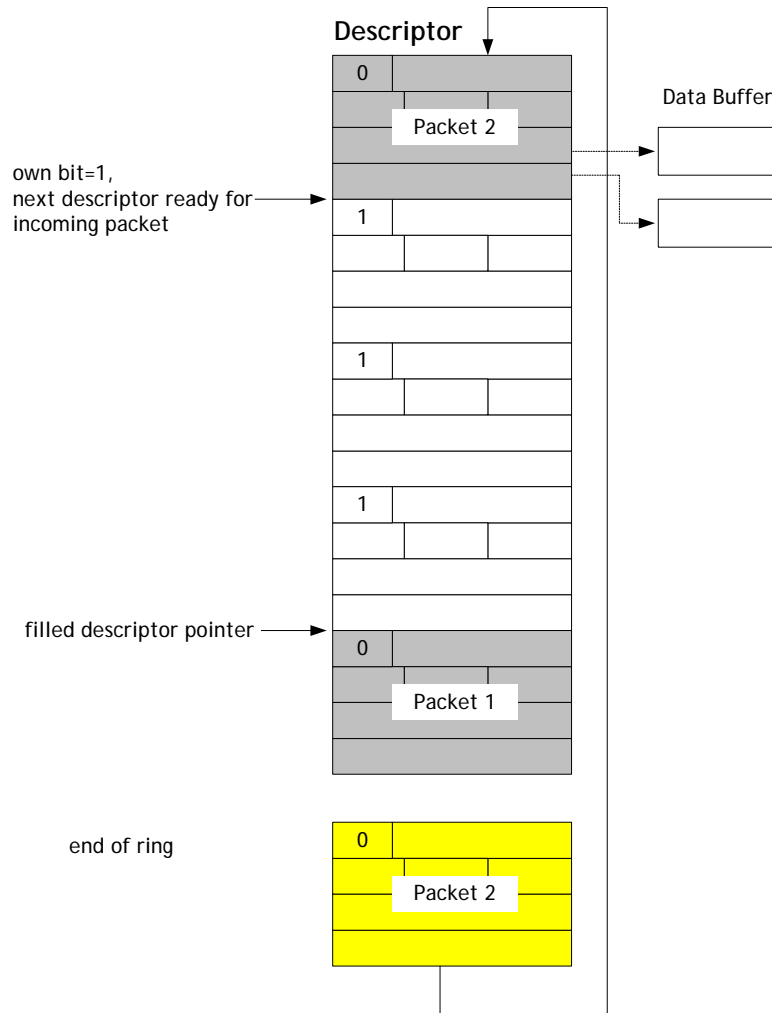 Descriptor
0
Data Buffer
Packet 2
own bit=1,
next descriptor ready for
incoming packet
1
1
1
filled descriptor pointer
0
Packet 1
end of ring
0
Packet 2